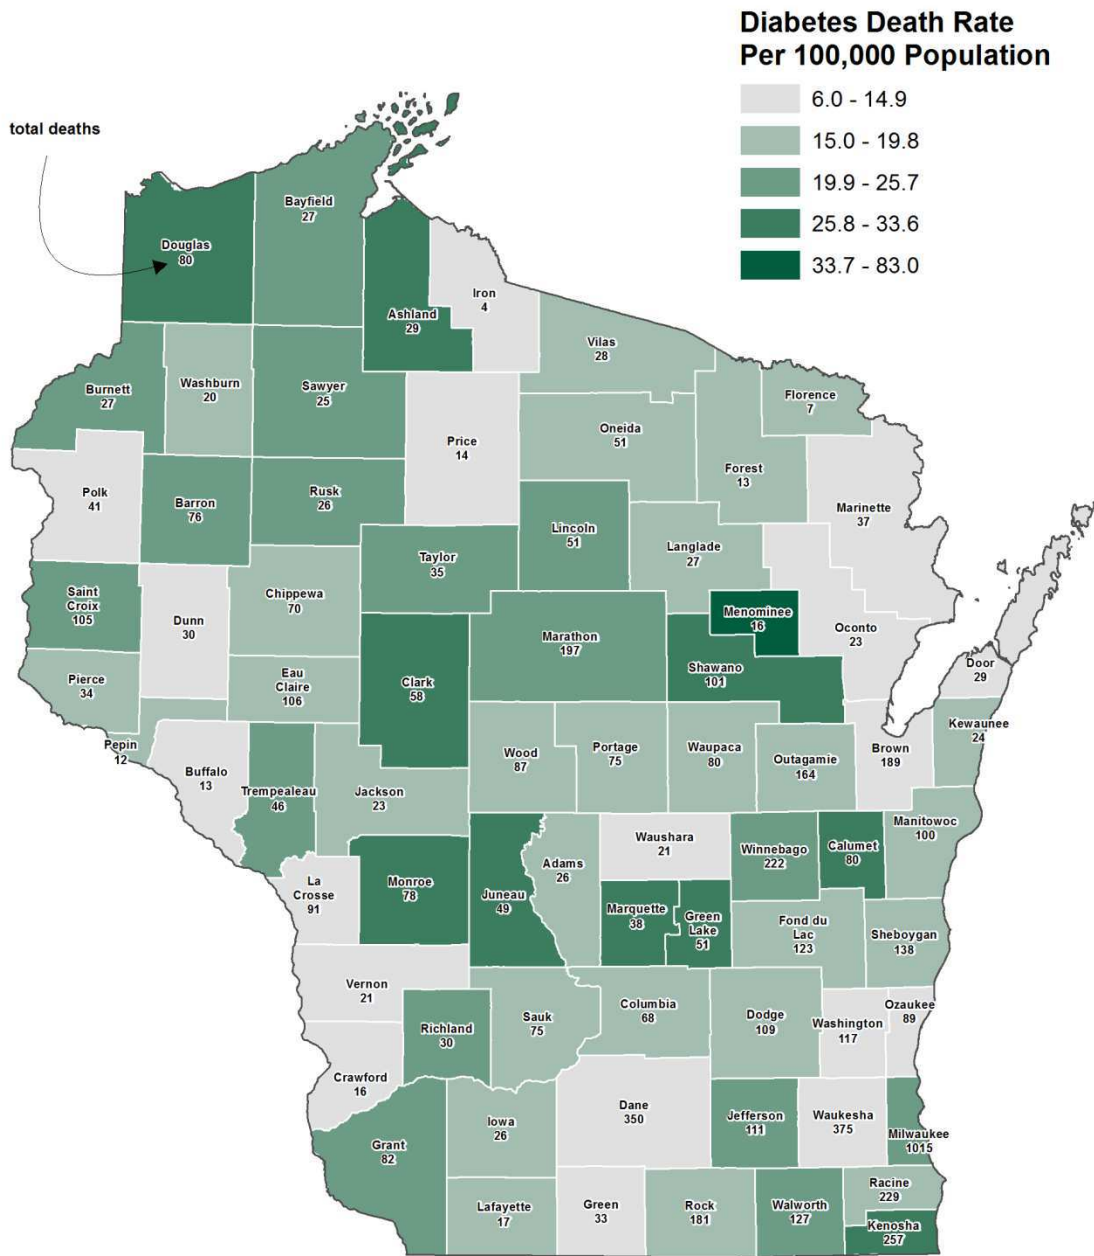 Diabetes Death Rate
Per 100,000 Population
6.0 - 14.9
15.0 - 19.8
19.9 - 25.7
25.8 - 33.6
33.7 - 83.0
total deaths
Bayfield
27
Douglas
80
Iron
4
Ashland
29
Vilas
28
Burnett
27
Washburn
20
Sawyer
25
Florence
7
Oneida
51
Price
14
Forest
13
Polk
41
Barron
76
Rusk
26
Marinette
37
Lincoln
51
Taylor
35
Langlade
27
Saint
Croix
105
Chippewa
70
Dunn
30
Menominee
16
Oconto
23
Marathon
197
Pierce
34
Eau
Claire
106
Clark
58
Shawano
101
Door
29
Kewaunee
24
Pepin
12
Buffalo
13
Trempealeau
46
Jackson
23
Wood
87
Portage
75
Waupaca
80
Outagamie
164
Brown
189
Manitowoc
100
Waushara
21
Winnebago
222
Calumet
80
Adams
26
La
Crosse
91
Monroe
78
Juneau
49
Marquette
38
Green
Lake
51
Fond du
Lac
123
Sheboygan
138
Vernon
21
Richland
30
Sauk
75
Columbia
68
Dodge
109
Washington
117
Ozaukee
89
Crawford
16
Iowa
26
Dane
350
Jefferson
111
Waukesha
375
Milwaukee
1015
Grant
82
Lafayette
17
Green
33
Rock
181
Walworth
127
Racine
229
Kenosha
257